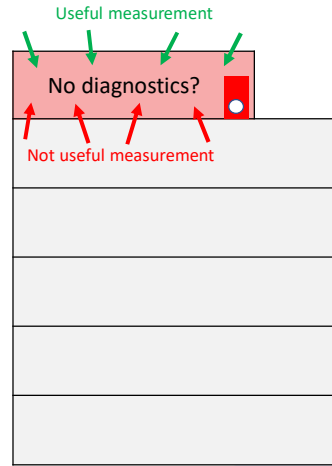 Useful measurement
No diagnostics?
Not useful measurement